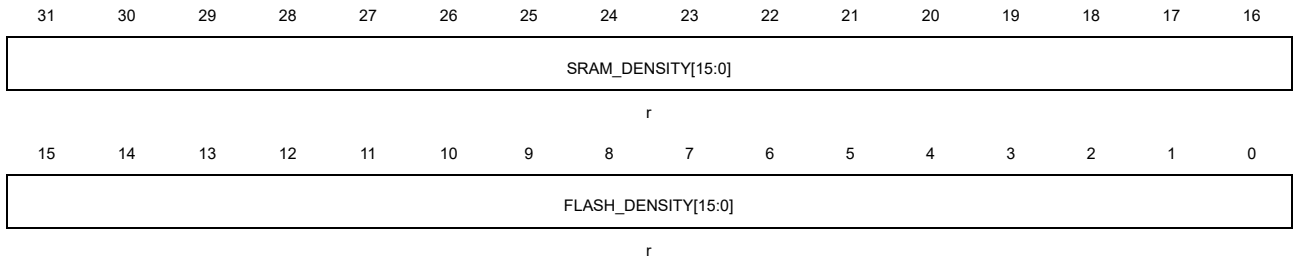 31 30 29 28 27 26 25 24 23 22 21 20 19 18 17 16
SRAM_DENSITY[15:0]
r
15 14 13 12 11 10 9 8 7 6 5 4 3 2 1 0
FLASH_DENSITY[15:0]
r